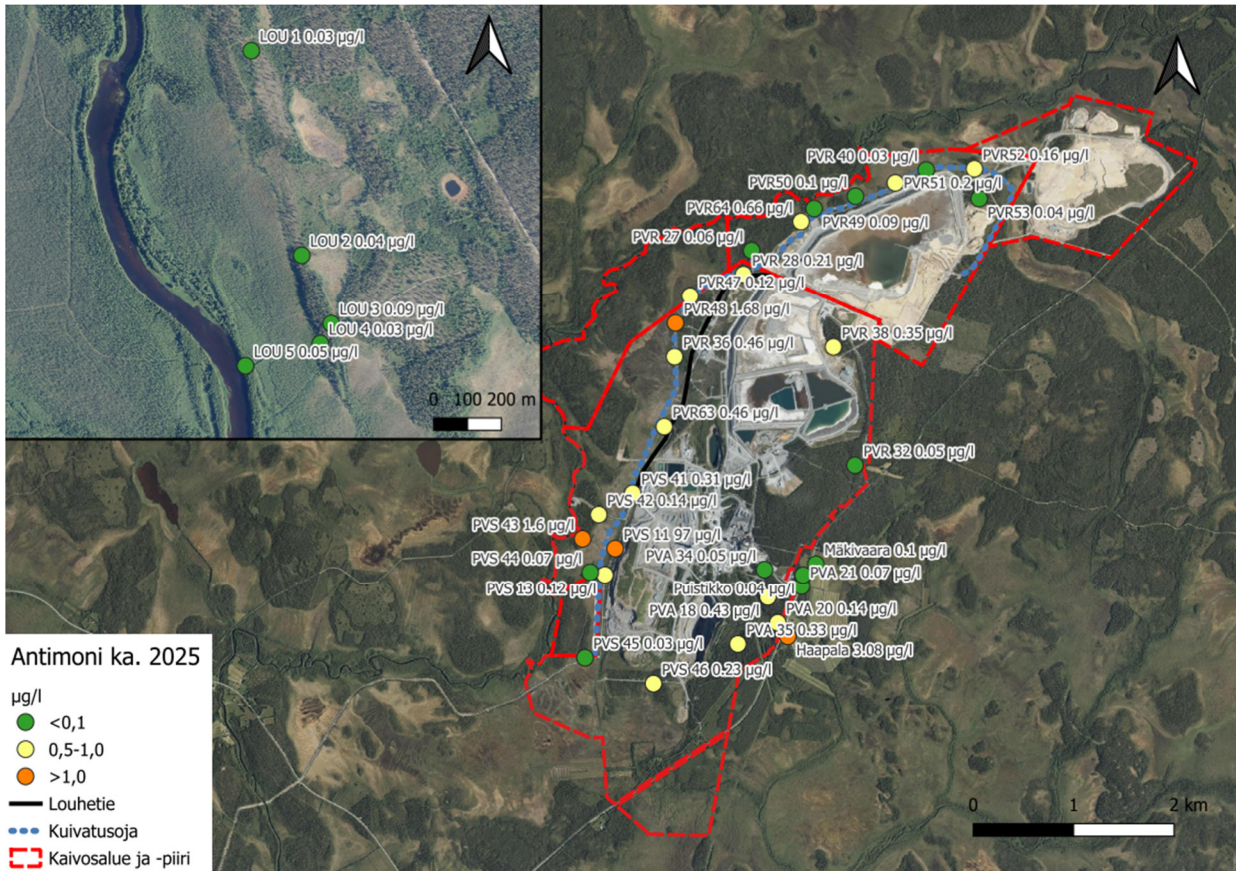 LOU 1 0.03 µg/l
LOU 2 0.04 µg/l
LOU 3 0.09 µg/l
LOU 4 0.03 µg/l
LOU 5 0.05 µg/l
0 100 200 m
PVR 40 0.03 µg/l
PVR52 0.16 µg/l
PVR50 0.1 µg/l
PVR51 0.2 µg/l
PVR64 0.66 µg/l
PVR53 0.04 µg/l
PVR49 0.09 µg/l
PVR 27 0.06 µg/l
PVR 28 0.21 µg/l
PVR47 0.12 µg/l
PVR48 1.68 µg/l
PVR 38 0.35 µg/l
PVR 36 0.46 µg/l
PVR63 0.46 µg/l
PVR 32 0.05 µg/l
PVS 41 0.31 µg/l
PVS 42 0.14 µg/l
PVS 43 1.6 µg/l
PVS 11 97 µg/l
PVA 34 0.05 µg/l
Mäkivaara 0.1 µg/l
PVS 44 0.07 µg/l
PVA 21 0.07 µg/l
PVS 13 0.12 µg/l
Puistikko 0.04 µg/l
PVA 18 0.43 µg/l
PVA 20 0.14 µg/l
PVA 35 0.33 µg/l
PVS 45 0.03 µg/l
Haapala 3.08 µg/l
PVS 46 0.23 µg/l
Antimoni ka. 2025
µg/l
<0,1
0,5-1,0
>1,0
Louhetie
Kuivatusoja
Kaivosalue ja -piiri
0 1 2 km